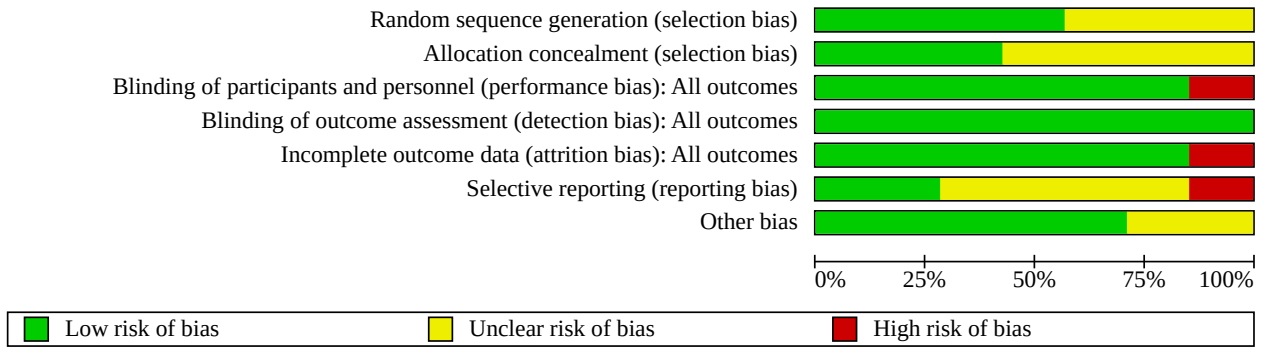 Random sequence generation (selection bias)
Allocation concealment (selection bias)
Blinding of participants and personnel (performance bias): All outcomes
Blinding of outcome assessment (detection bias): All outcomes
Incomplete outcome data (attrition bias): All outcomes
Selective reporting (reporting bias)
Other bias
0% 25% 50% 75% 100%
Low risk of bias Unclear risk of bias High risk of bias